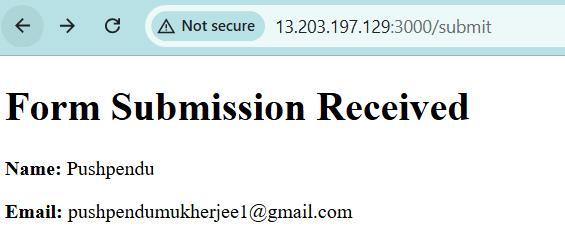 Not secure 13.203.197.129:3000/submit
Form Submission Received
Name: Pushpendu
Email: pushpendumukherjee1@gmail.com